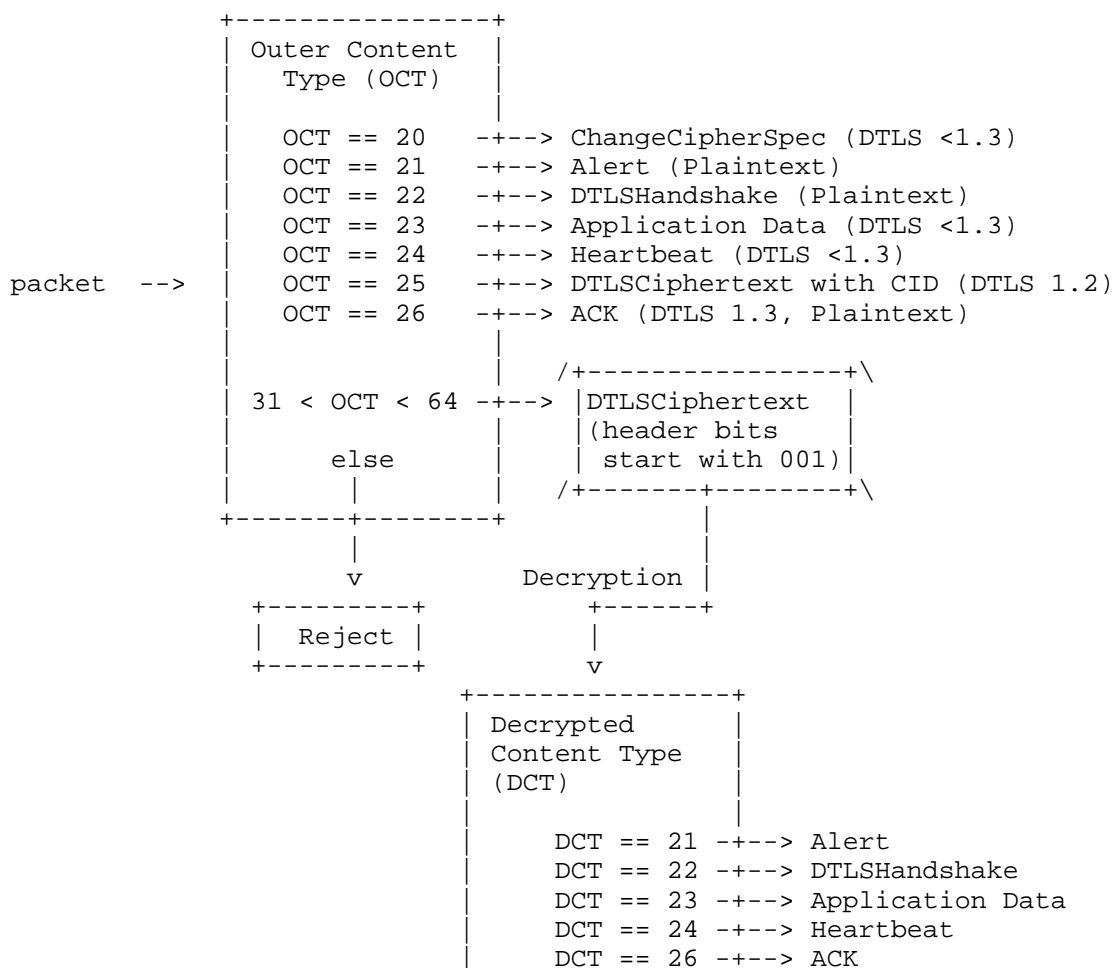 +----------------+
                | Outer Content  |
                |   Type (OCT)   |
                |                |
                |   OCT == 20   -+--> ChangeCipherSpec (DTLS <1.3)
                |   OCT == 21   -+--> Alert (Plaintext)
                |   OCT == 22   -+--> DTLSHandshake (Plaintext)
                |   OCT == 23   -+--> Application Data (DTLS <1.3)
                |   OCT == 24   -+--> Heartbeat (DTLS <1.3)
packet  -->     |   OCT == 25   -+--> DTLSCiphertext with CID (DTLS 1.2)
                |   OCT == 26   -+--> ACK (DTLS 1.3, Plaintext)
                |                |
                |                |   /+----------------+\
                | 31 < OCT < 64 -+--> |DTLSCiphertext  |
                |                |    |(header bits    |
                |      else      |    | start with 001)|
                |       |        |   /+-------+--------+\
                +-------+--------+            |
                        |                     |
                        v          Decryption |
                  +---------+          +------+
                  |  Reject |          |
                  +---------+          v
                               +----------------+
                               | Decrypted      |
                               | Content Type   |
                               | (DCT)          |
                               |                |
                               |     DCT == 21 -+--> Alert
                               |     DCT == 22 -+--> DTLSHandshake
                               |     DCT == 23 -+--> Application Data
                               |     DCT == 24 -+--> Heartbeat
                               |     DCT == 26 -+--> ACK